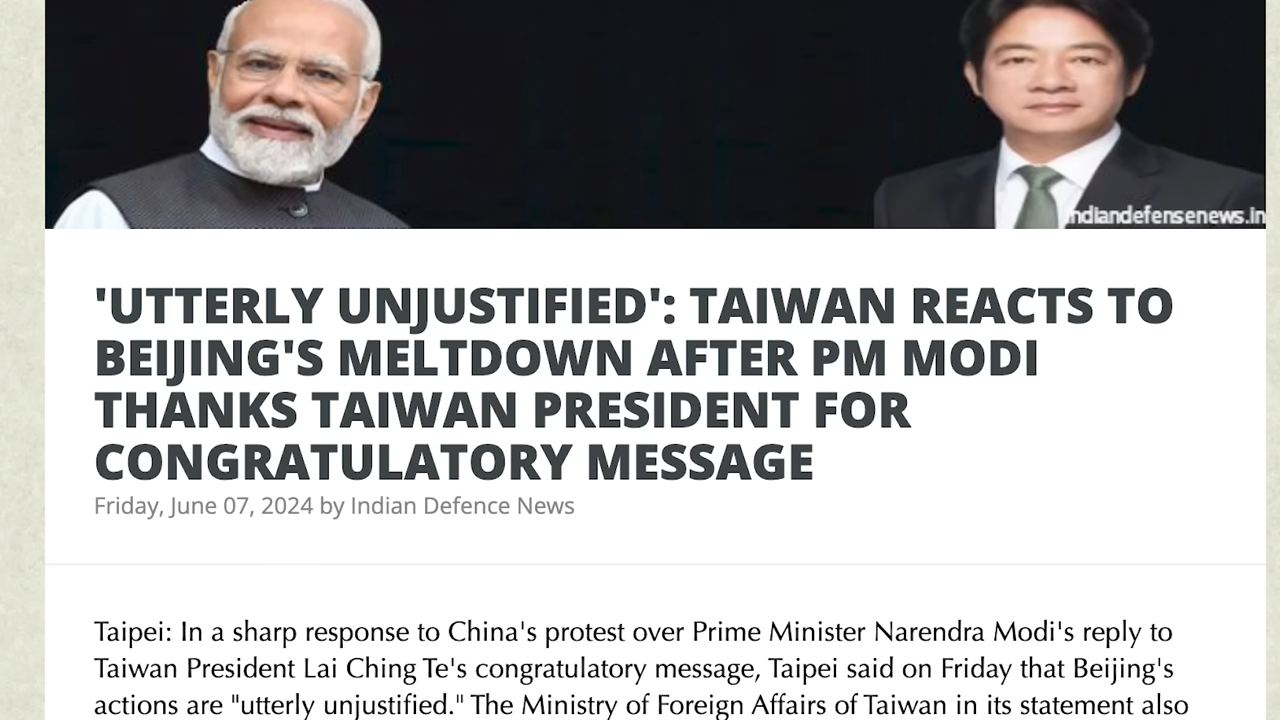 indiandefensenews.in
'UTTERLY UNJUSTIFIED': TAIWAN REACTS TO
BEIJING'S MELTDOWN AFTER PM MODI
THANKS TAIWAN PRESIDENT FOR
CONGRATULATORY MESSAGE
Friday, June 07, 2024 by Indian Defence News
Taipei: In a sharp response to China's protest over Prime Minister Narendra Modi's reply to
Taiwan President Lai Ching Te's congratulatory message, Taipei said on Friday that Beijing's
actions are "utterly unjustified." The Ministry of Foreign Affairs of Taiwan in its statement also